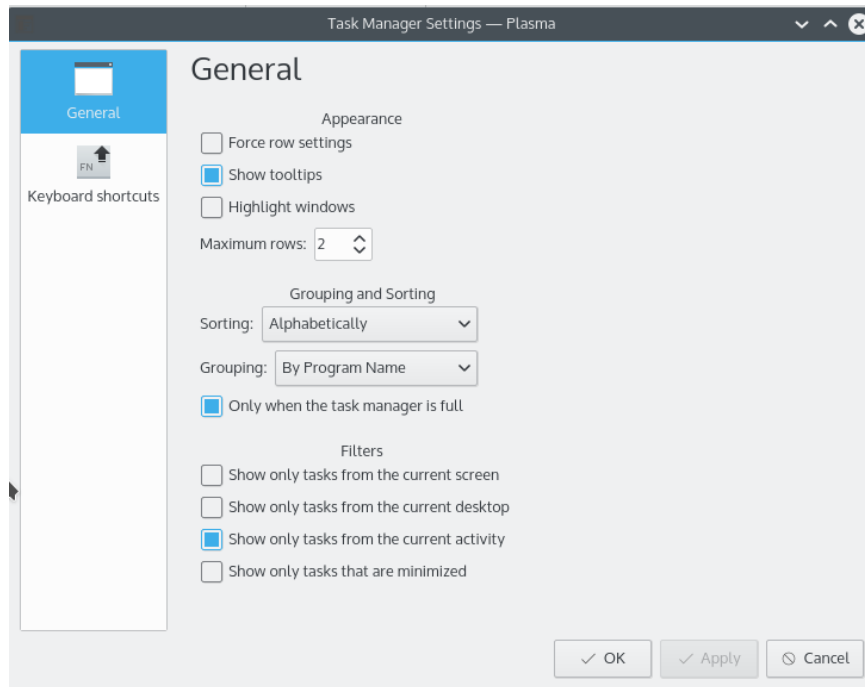 Task Manager Settings — Plasma
General
FN
Keyboard shortcuts
General
Appearance
Force row settings
Show tooltips
Highlight windows
Maximum rows: 2
Grouping and Sorting
Sorting: Alphabetically
Grouping: By Program Name
Only when the task manager is full
Filters
Show only tasks from the current screen
Show only tasks from the current desktop
Show only tasks from the current activity
Show only tasks that are minimized
OK Apply Cancel